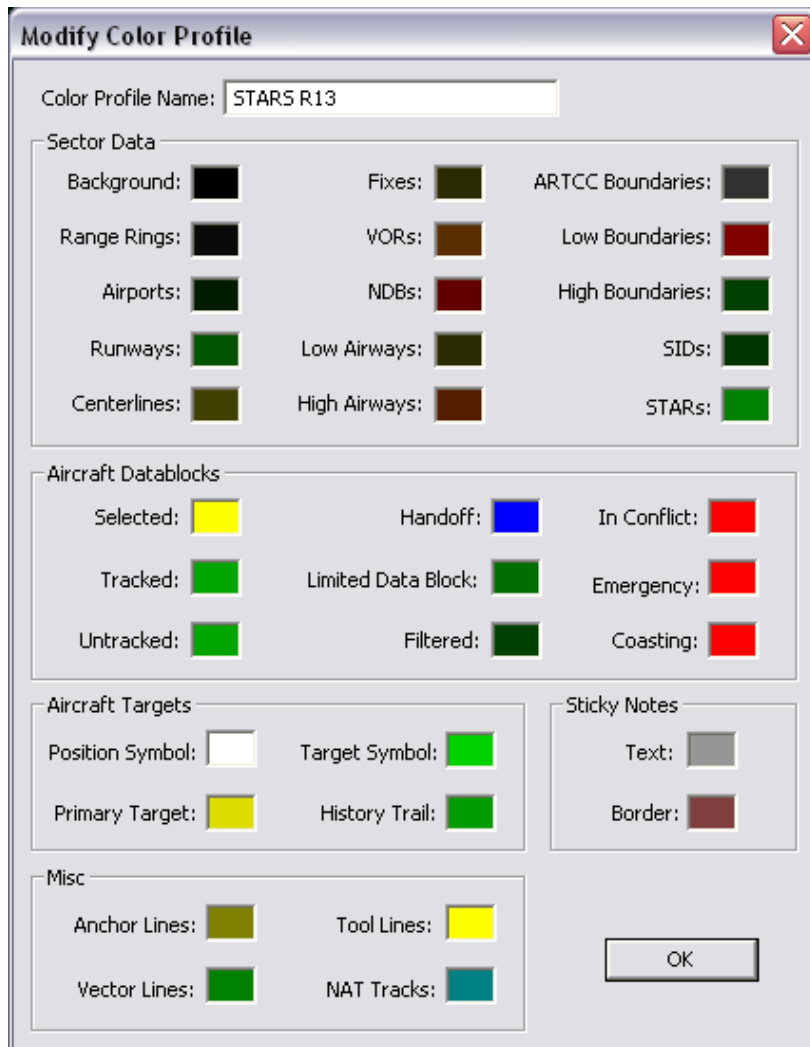 Modify Color Profile
Color Profile Name: STARS R13
Sector Data
Background: Fixes: ARTCC Boundaries:
Range Rings: VORs: Low Boundaries:
Airports: NDBs: High Boundaries:
Runways: Low Airways: SIDs:
Centerlines: High Airways: STARs:
Aircraft Datablocks
Selected: Handoff: In Conflict:
Tracked: Limited Data Block: Emergency:
Untracked: Filtered: Coasting:
Aircraft Targets Sticky Notes
Position Symbol: Target Symbol: Text:
Primary Target: History Trail: Border:
Misc
Anchor Lines: Tool Lines:
Vector Lines: NAT Tracks:
OK